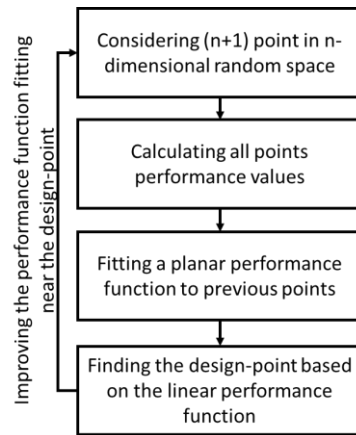 Considering (n+1) point in n-
dimensional random space
Calculating all points
performance values
Fitting a planar performance
function to previous points
Finding the design-point based
on the linear performance
function
Improving the performance function fitting
near the design-point